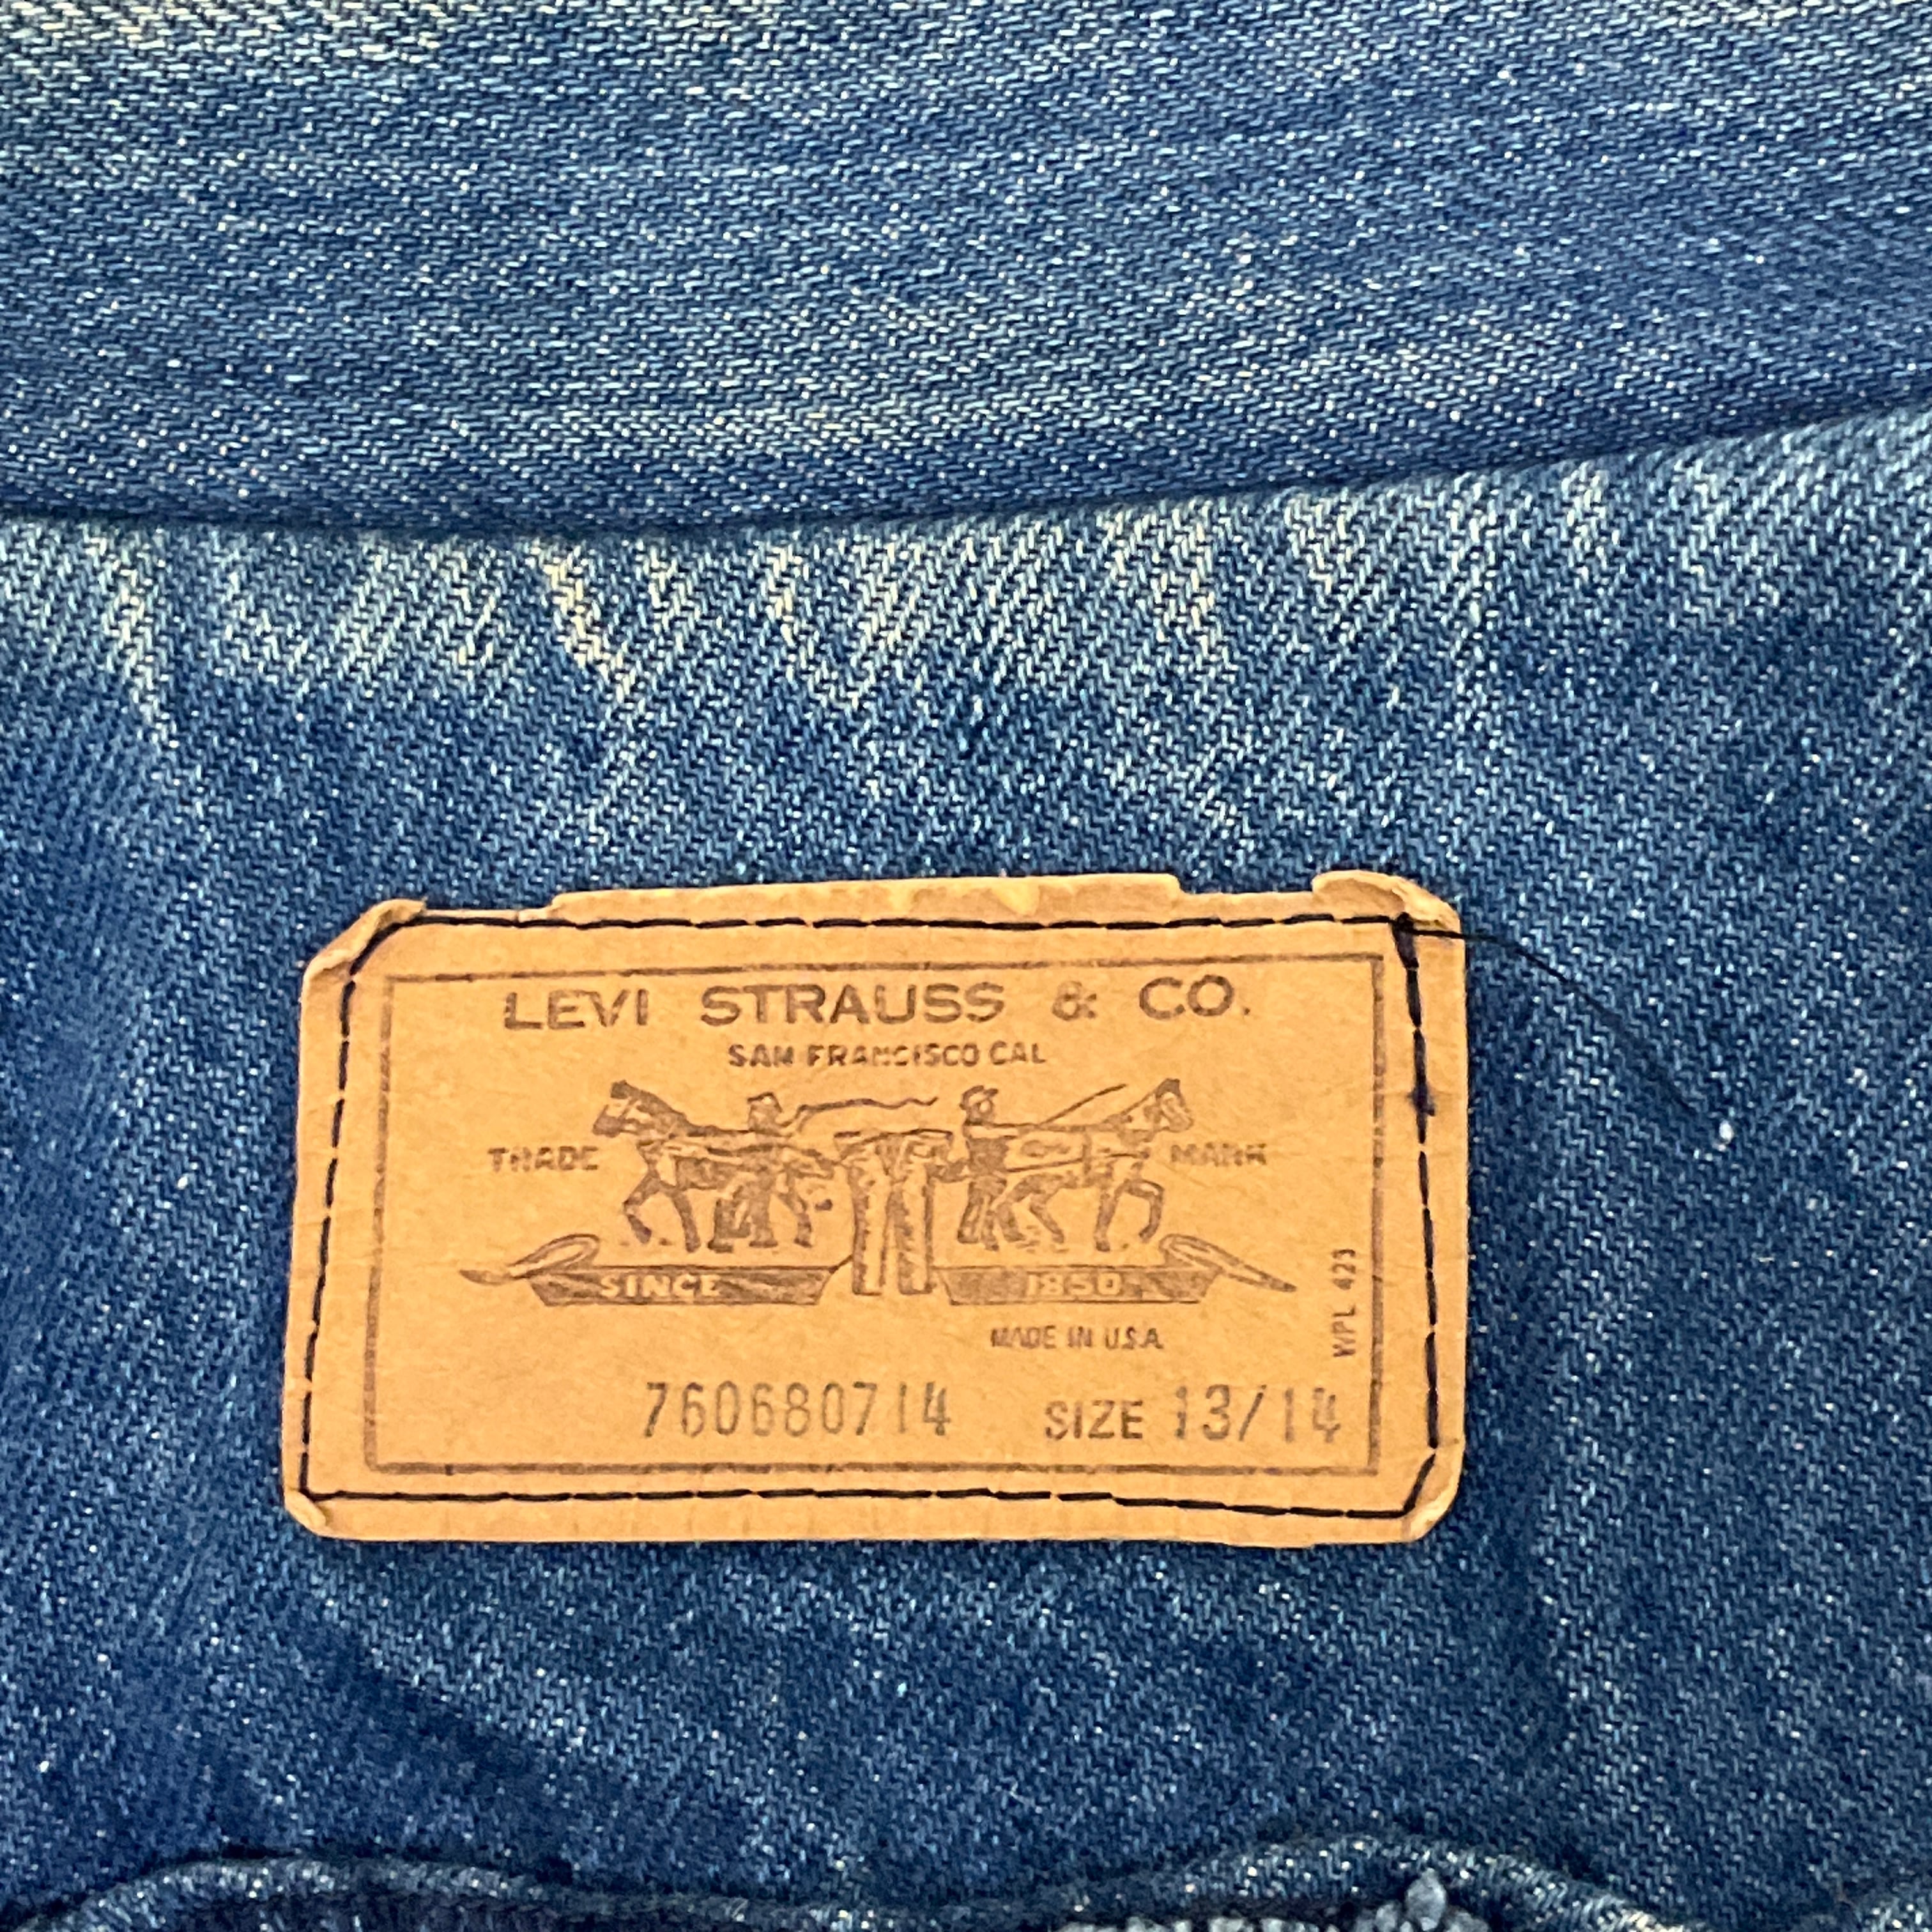 LEVI STRAUSS & CO.
SAN FRANCISCO CAL
TRADE MARK
SINCE 1850
MADE IN U.S.A.
WPL 423
760680714 SIZE 13/14